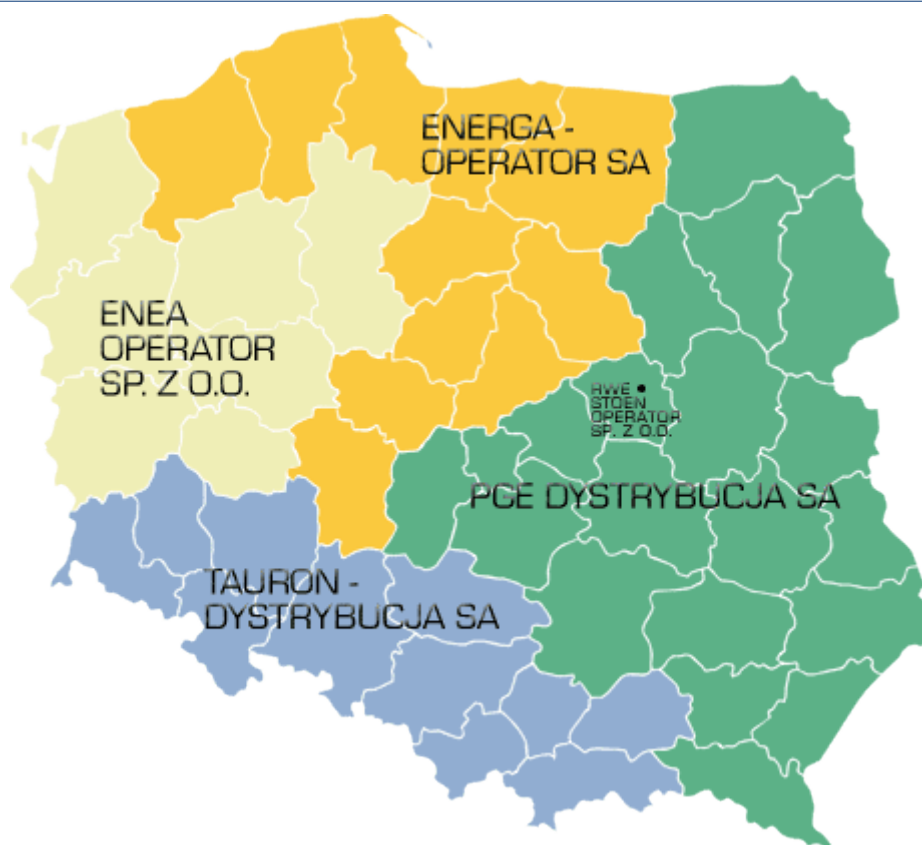 ENERGA -
OPERATOR SA
ENEA
OPERATOR
SP. Z O.O.
RWE
STOEN
OPERATOR
SP. Z O.O.
PGE DYSTRYBUCJA SA
TAURON -
DYSTRYBUCJA SA